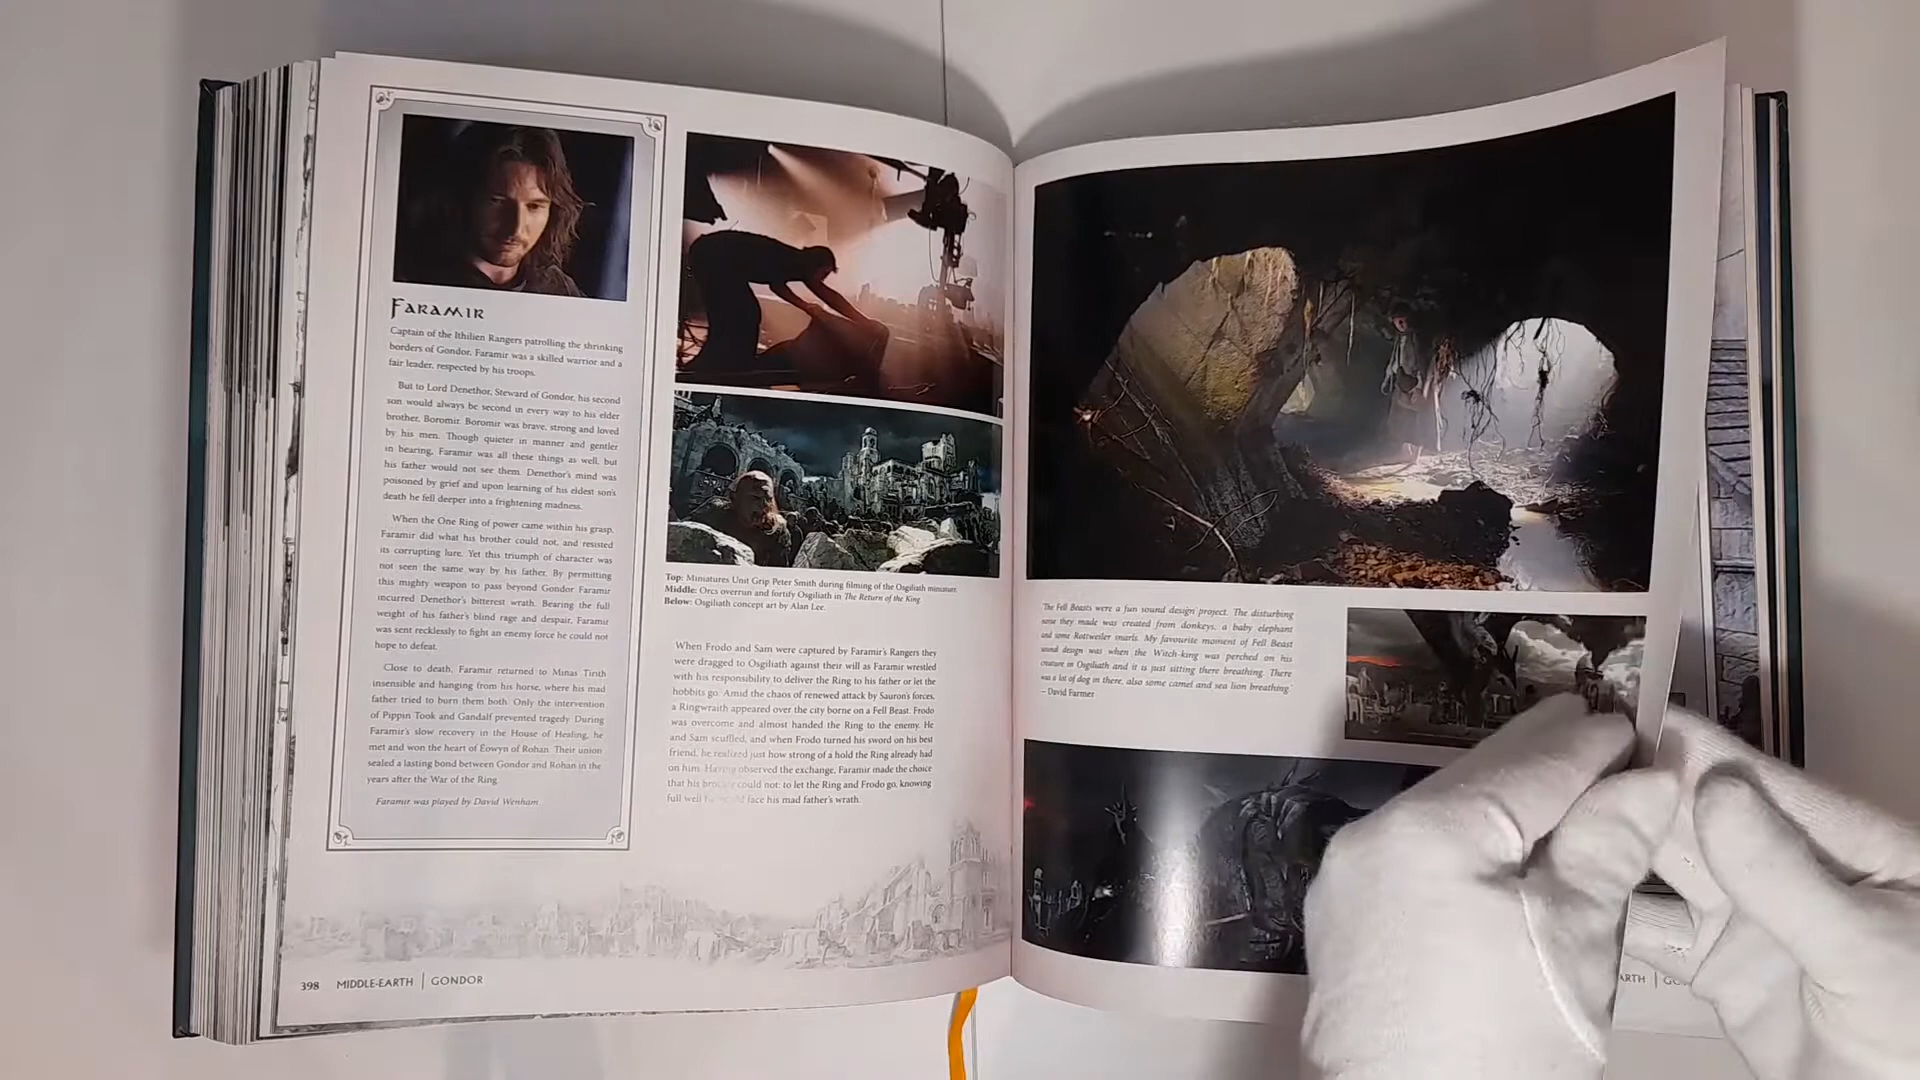 Faramir
Captain of the Ithilien Rangers patrolling the shrinking
borders of Gondor, Faramir was a skilled warrior and a
fair leader, respected by his troops.
But to Lord Denethor, Steward of Gondor, his second
son would always be second in every way to his elder
brother, Boromir. Boromir was brave, strong and loved
by his men. Though quieter in manner and gentler
in bearing, Faramir was all these things as well, but
his father would not see them. Denethor's mind was
poisoned by grief and upon learning of his eldest son's
death he fell deeper into a frightening madness.
When the One Ring of power came within his grasp,
Faramir did what his brother could not, and resisted
its corrupting lure. Yet this triumph of character was
not seen the same way by his father. By permitting
this mighty weapon to pass beyond Gondor Faramir
incurred Denethor's bitterest wrath. Bearing the full
weight of his father's blind rage and despair, Faramir
was sent recklessly to fight an enemy force he could not
hope to defeat.
Close to death, Faramir returned to Minas Tirith
insensible and hanging from his horse, where his mad
father tried to burn them both. Only the intervention
of Pippin Took and Gandalf prevented tragedy. During
Faramir's slow recovery in the House of Healing, he
met and won the heart of Éowyn of Rohan. Their union
sealed a lasting bond between Gondor and Rohan in the
years after the War of the Ring.
Faramir was played by David Wenham.
Top: Miniatures Unit Grip Peter Smith during filming of the Osgiliath miniature.
Middle: Orcs overrun and fortify Osgiliath in The Return of the King.
Below: Osgiliath concept art by Alan Lee.
When Frodo and Sam were captured by Faramir's Rangers they
were dragged to Osgiliath against their will as Faramir wrestled
with his responsibility to deliver the Ring to his father or let the
hobbits go. Amid the chaos of renewed attack by Sauron's forces,
a Ringwraith appeared over the city borne on a Fell Beast. Frodo
was overcome and almost handed the Ring to the enemy. He
and Sam scuffled, and when Frodo turned his sword on his best
friend, he realized just how strong of a hold the Ring already had
on him. Having observed the exchange, Faramir made the choice
that his brother could not: to let the Ring and Frodo go, knowing
full well face his mad father's wrath.
398 MIDDLE-EARTH | GONDOR
The Fell Beasts were a fun sound design project. The disturbing
noise they made was created from donkeys, a baby elephant
and some Rottweiler snarls. My favourite moment of Fell Beast
sound design was when the Witch-king was perched on his
creature in Osgiliath and it is just sitting there breathing. There
was a lot of dog in there, also some camel and sea lion breathing.
– David Farmer